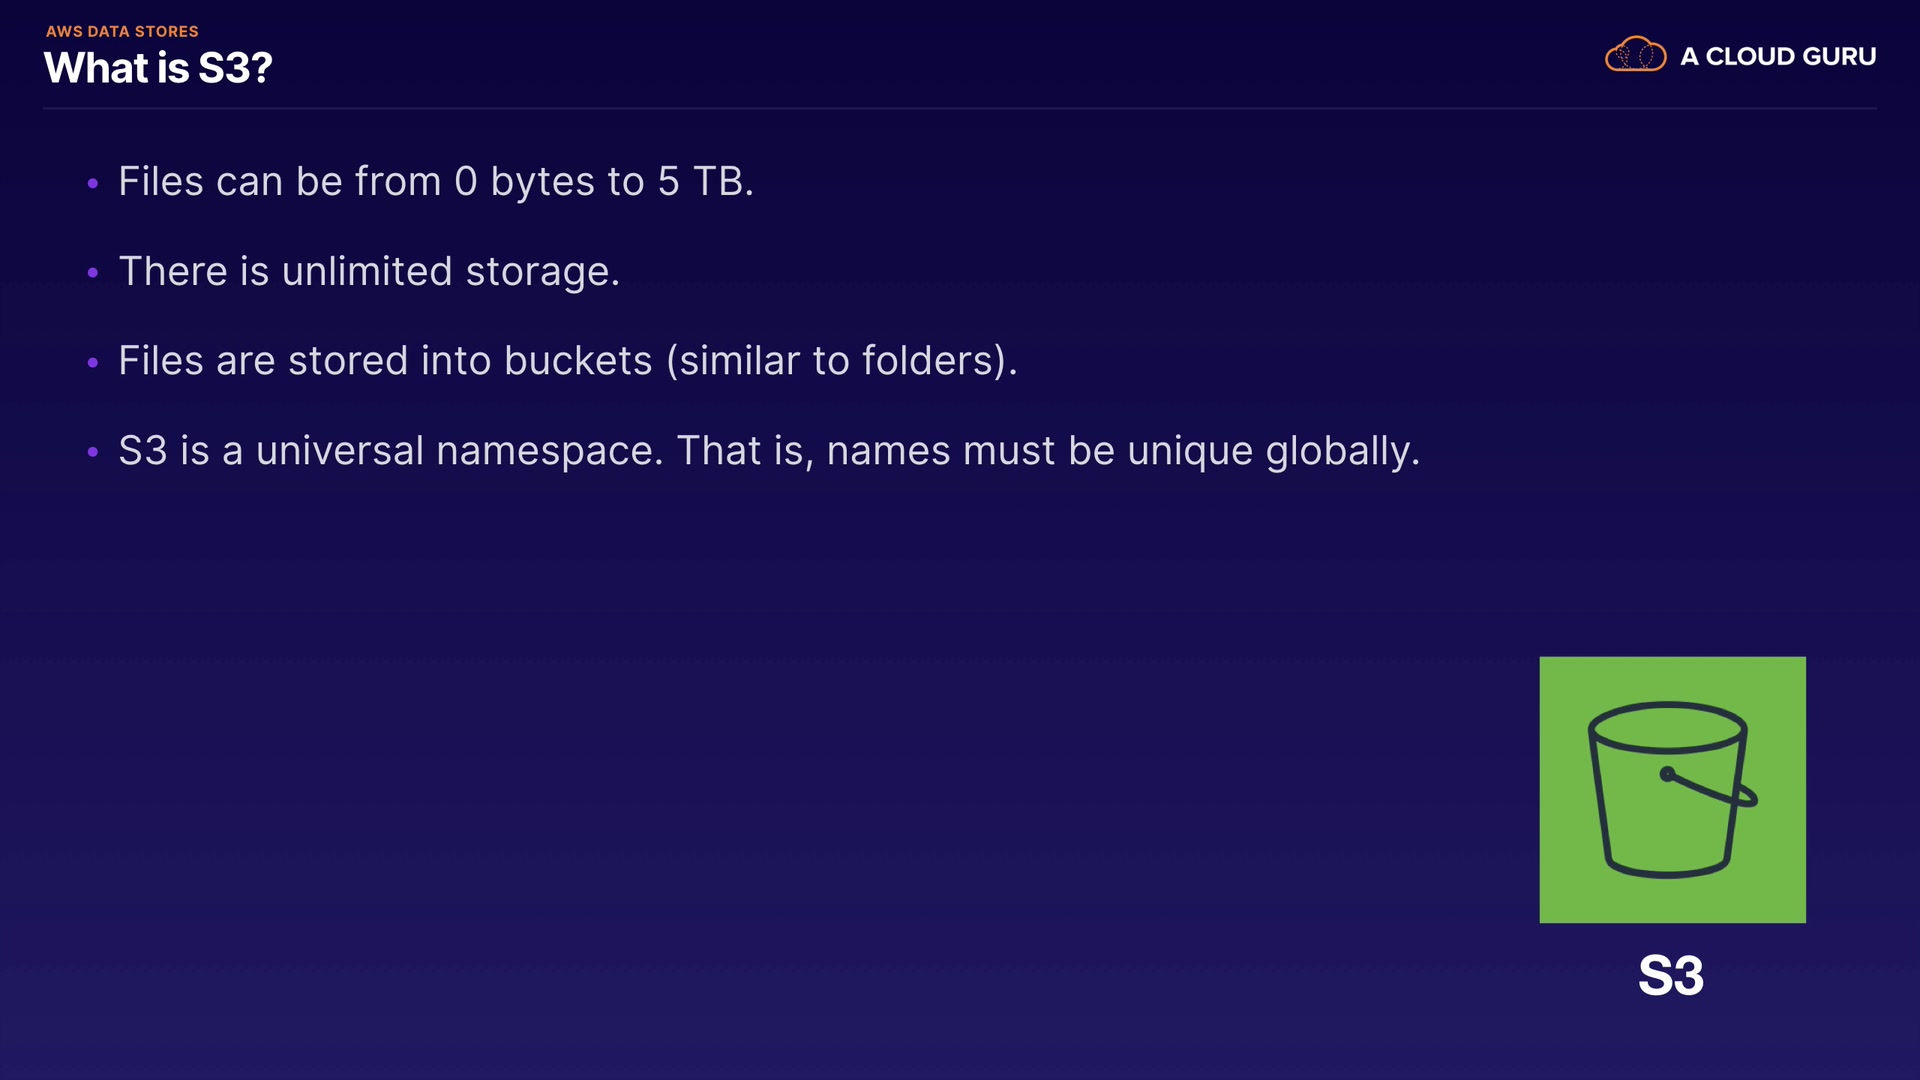 AWS DATA STORES
What is S3?
A CLOUD GURU
• Files can be from 0 bytes to 5 TB.
• There is unlimited storage.
• Files are stored into buckets (similar to folders).
• S3 is a universal namespace. That is, names must be unique globally.
S3